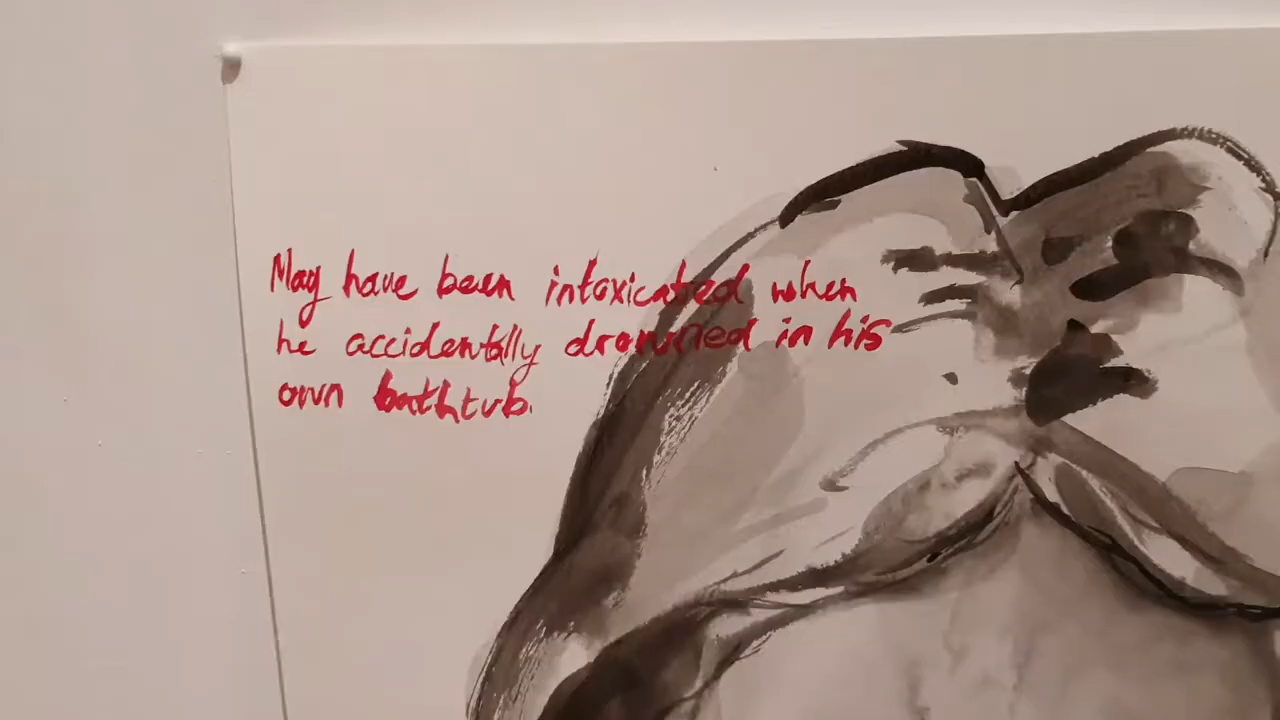 May have been intoxicated when
he accidentally drowned in his
own bathtub.